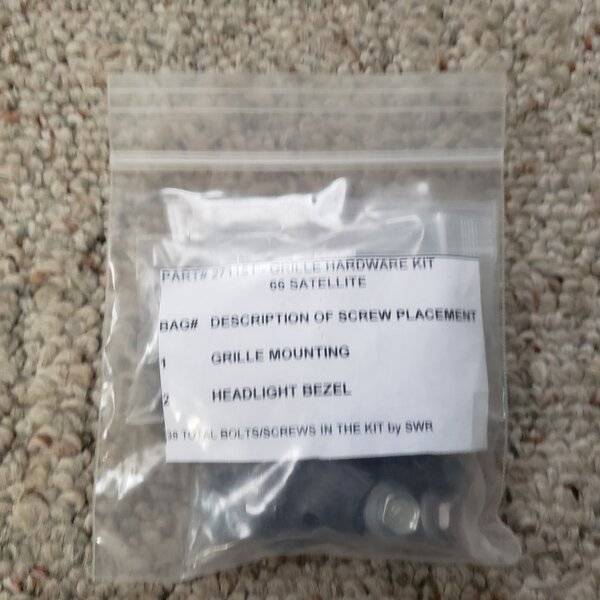 PART# GRILLE HARDWARE KIT
66 SATELLITE
BAG# DESCRIPTION OF SCREW PLACEMENT
1 GRILLE MOUNTING
2 HEADLIGHT BEZEL
TOTAL BOLTS/SCREWS IN THE KIT by SWR